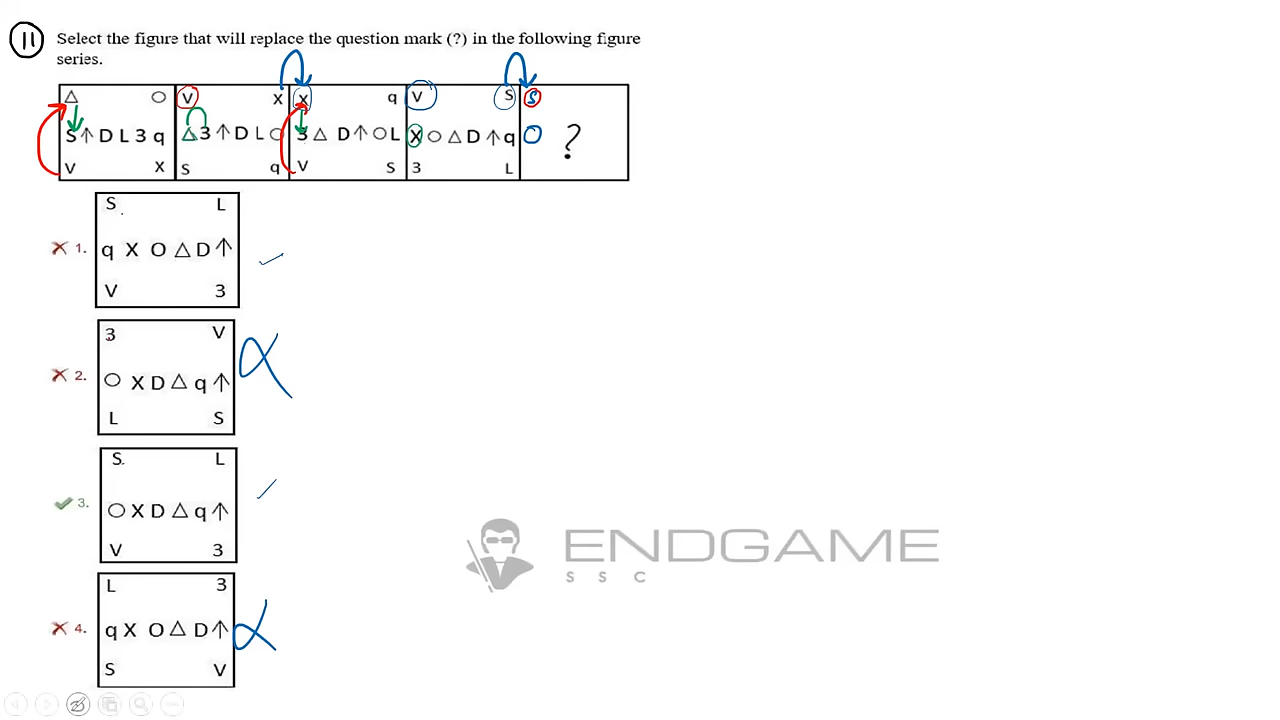 11 Select the figure that will replace the question mark (?) in the following figure
series.
△ ○ V X X q V S S
S ↑ D L 3 q △ 3 ↑ D L ○ 3 △ D ↑ ○ L X ○ △ D ↑ q O ?
V X S q V S 3 L
S L
1. q X O △ D ↑
V 3
3 V
2. ○ X D △ q ↑
L S
S L
3. ○ X D △ q ↑
V 3
L 3
4. q X O △ D ↑
S V
ENDGAME
S S C